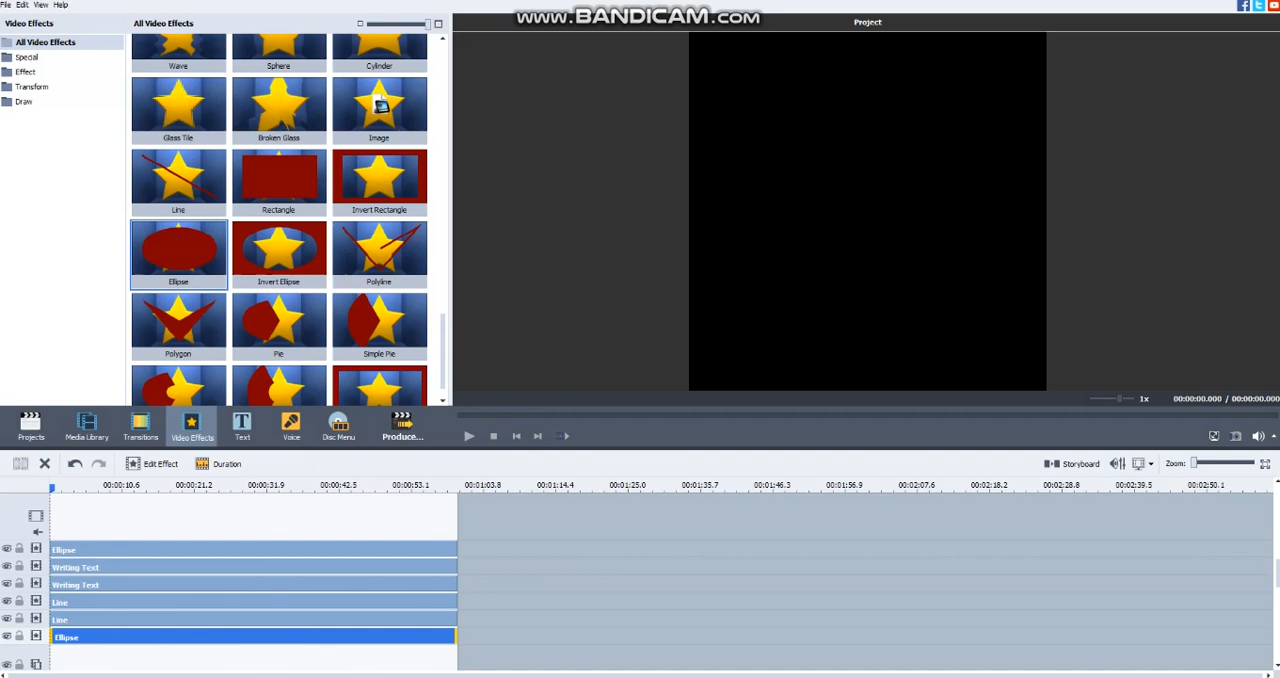 www.BANDICAM.com
File Edit View Help
Video Effects
All Video Effects
Project
All Video Effects
Special
Effect
Transform
Draw
Wave Sphere Cylinder
Glass Tile Broken Glass Image
Line Rectangle Invert Rectangle
Ellipse Invert Ellipse Polyline
Polygon Pie Simple Pie
1x 00:00:00.000 / 00:00:00.000
Projects Media Library Transitions Video Effects Text Voice Disc Menu Produce...
Edit Effect Duration Storyboard Zoom:
00:00:10.6 00:00:21.2 00:00:31.9 00:00:42.5 00:00:53.1 00:01:03.8 00:01:14.4 00:01:25.0 00:01:35.7 00:01:46.3 00:01:56.9 00:02:07.6 00:02:18.2 00:02:28.8 00:02:39.5 00:02:50.1
Ellipse
Writing Text
Writing Text
Line
Line
Ellipse